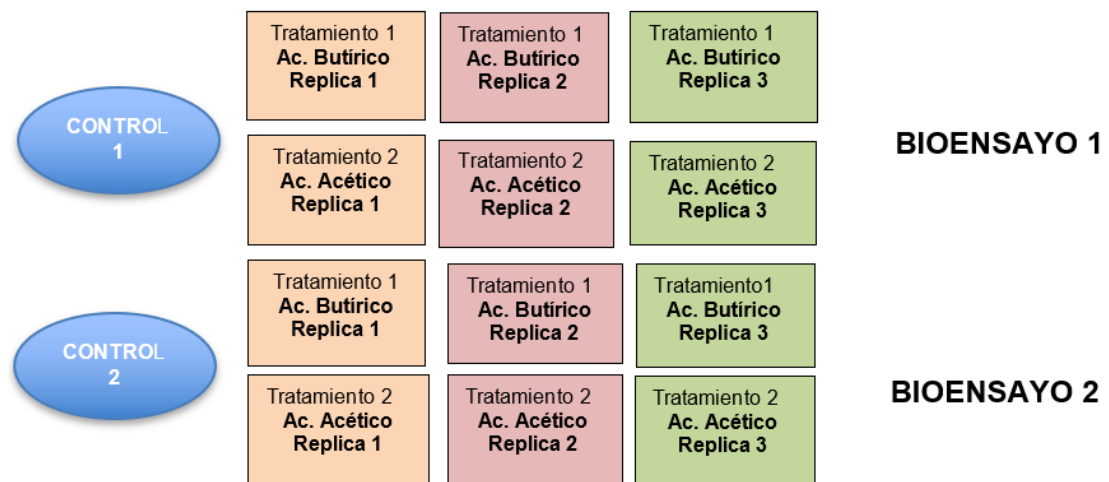 Tratamiento 1
Ac. Butírico
Replica 1
Tratamiento 1
Ac. Butírico
Replica 2
Tratamiento 1
Ac. Butírico
Replica 3
CONTROL
1
BIOENSAYO 1
Tratamiento 2
Ac. Acético
Replica 1
Tratamiento 2
Ac. Acético
Replica 2
Tratamiento 2
Ac. Acético
Replica 3
Tratamiento 1
Ac. Butírico
Replica 1
Tratamiento 1
Ac. Butírico
Replica 2
Tratamiento1
Ac. Butírico
Replica 3
CONTROL
2
BIOENSAYO 2
Tratamiento 2
Ac. Acético
Replica 1
Tratamiento 2
Ac. Acético
Replica 2
Tratamiento 2
Ac. Acético
Replica 3